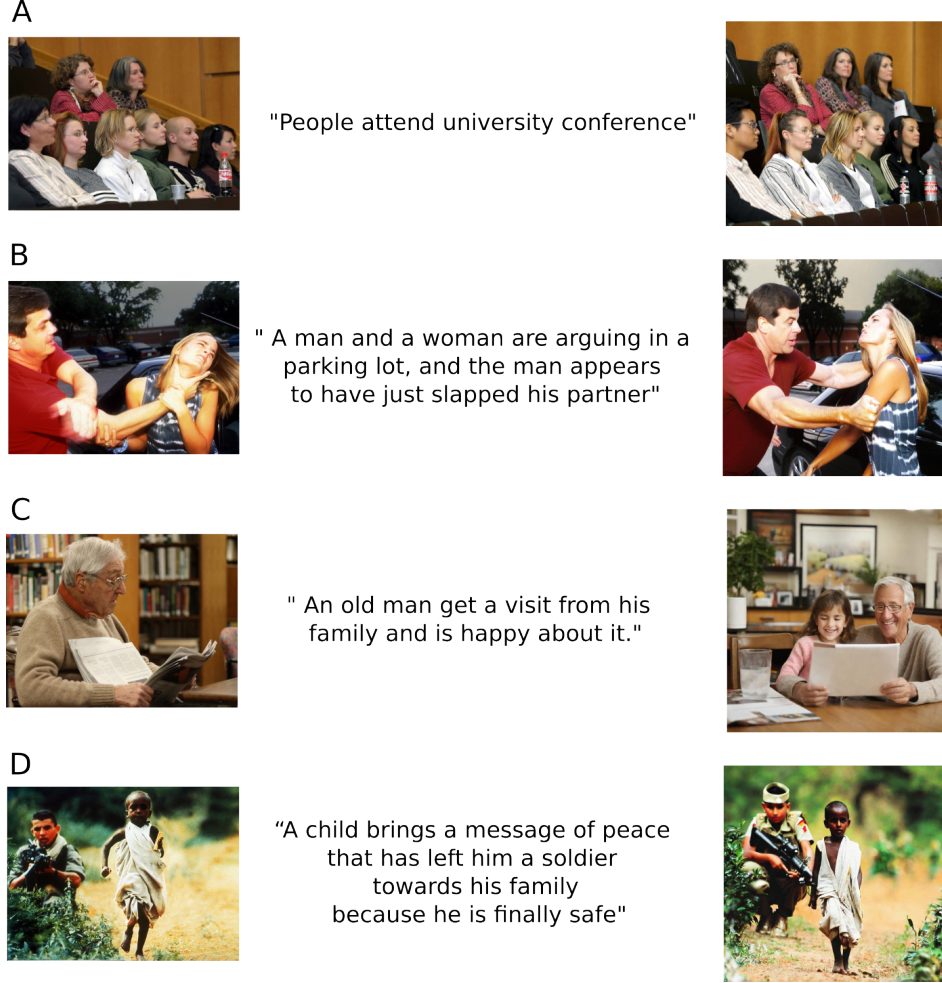 A
"People attend university conference"
B
" A man and a woman are arguing in a
parking lot, and the man appears
to have just slapped his partner"
C
" An old man get a visit from his
family and is happy about it."
D
“A child brings a message of peace
that has left him a soldier
towards his family
because he is finally safe"